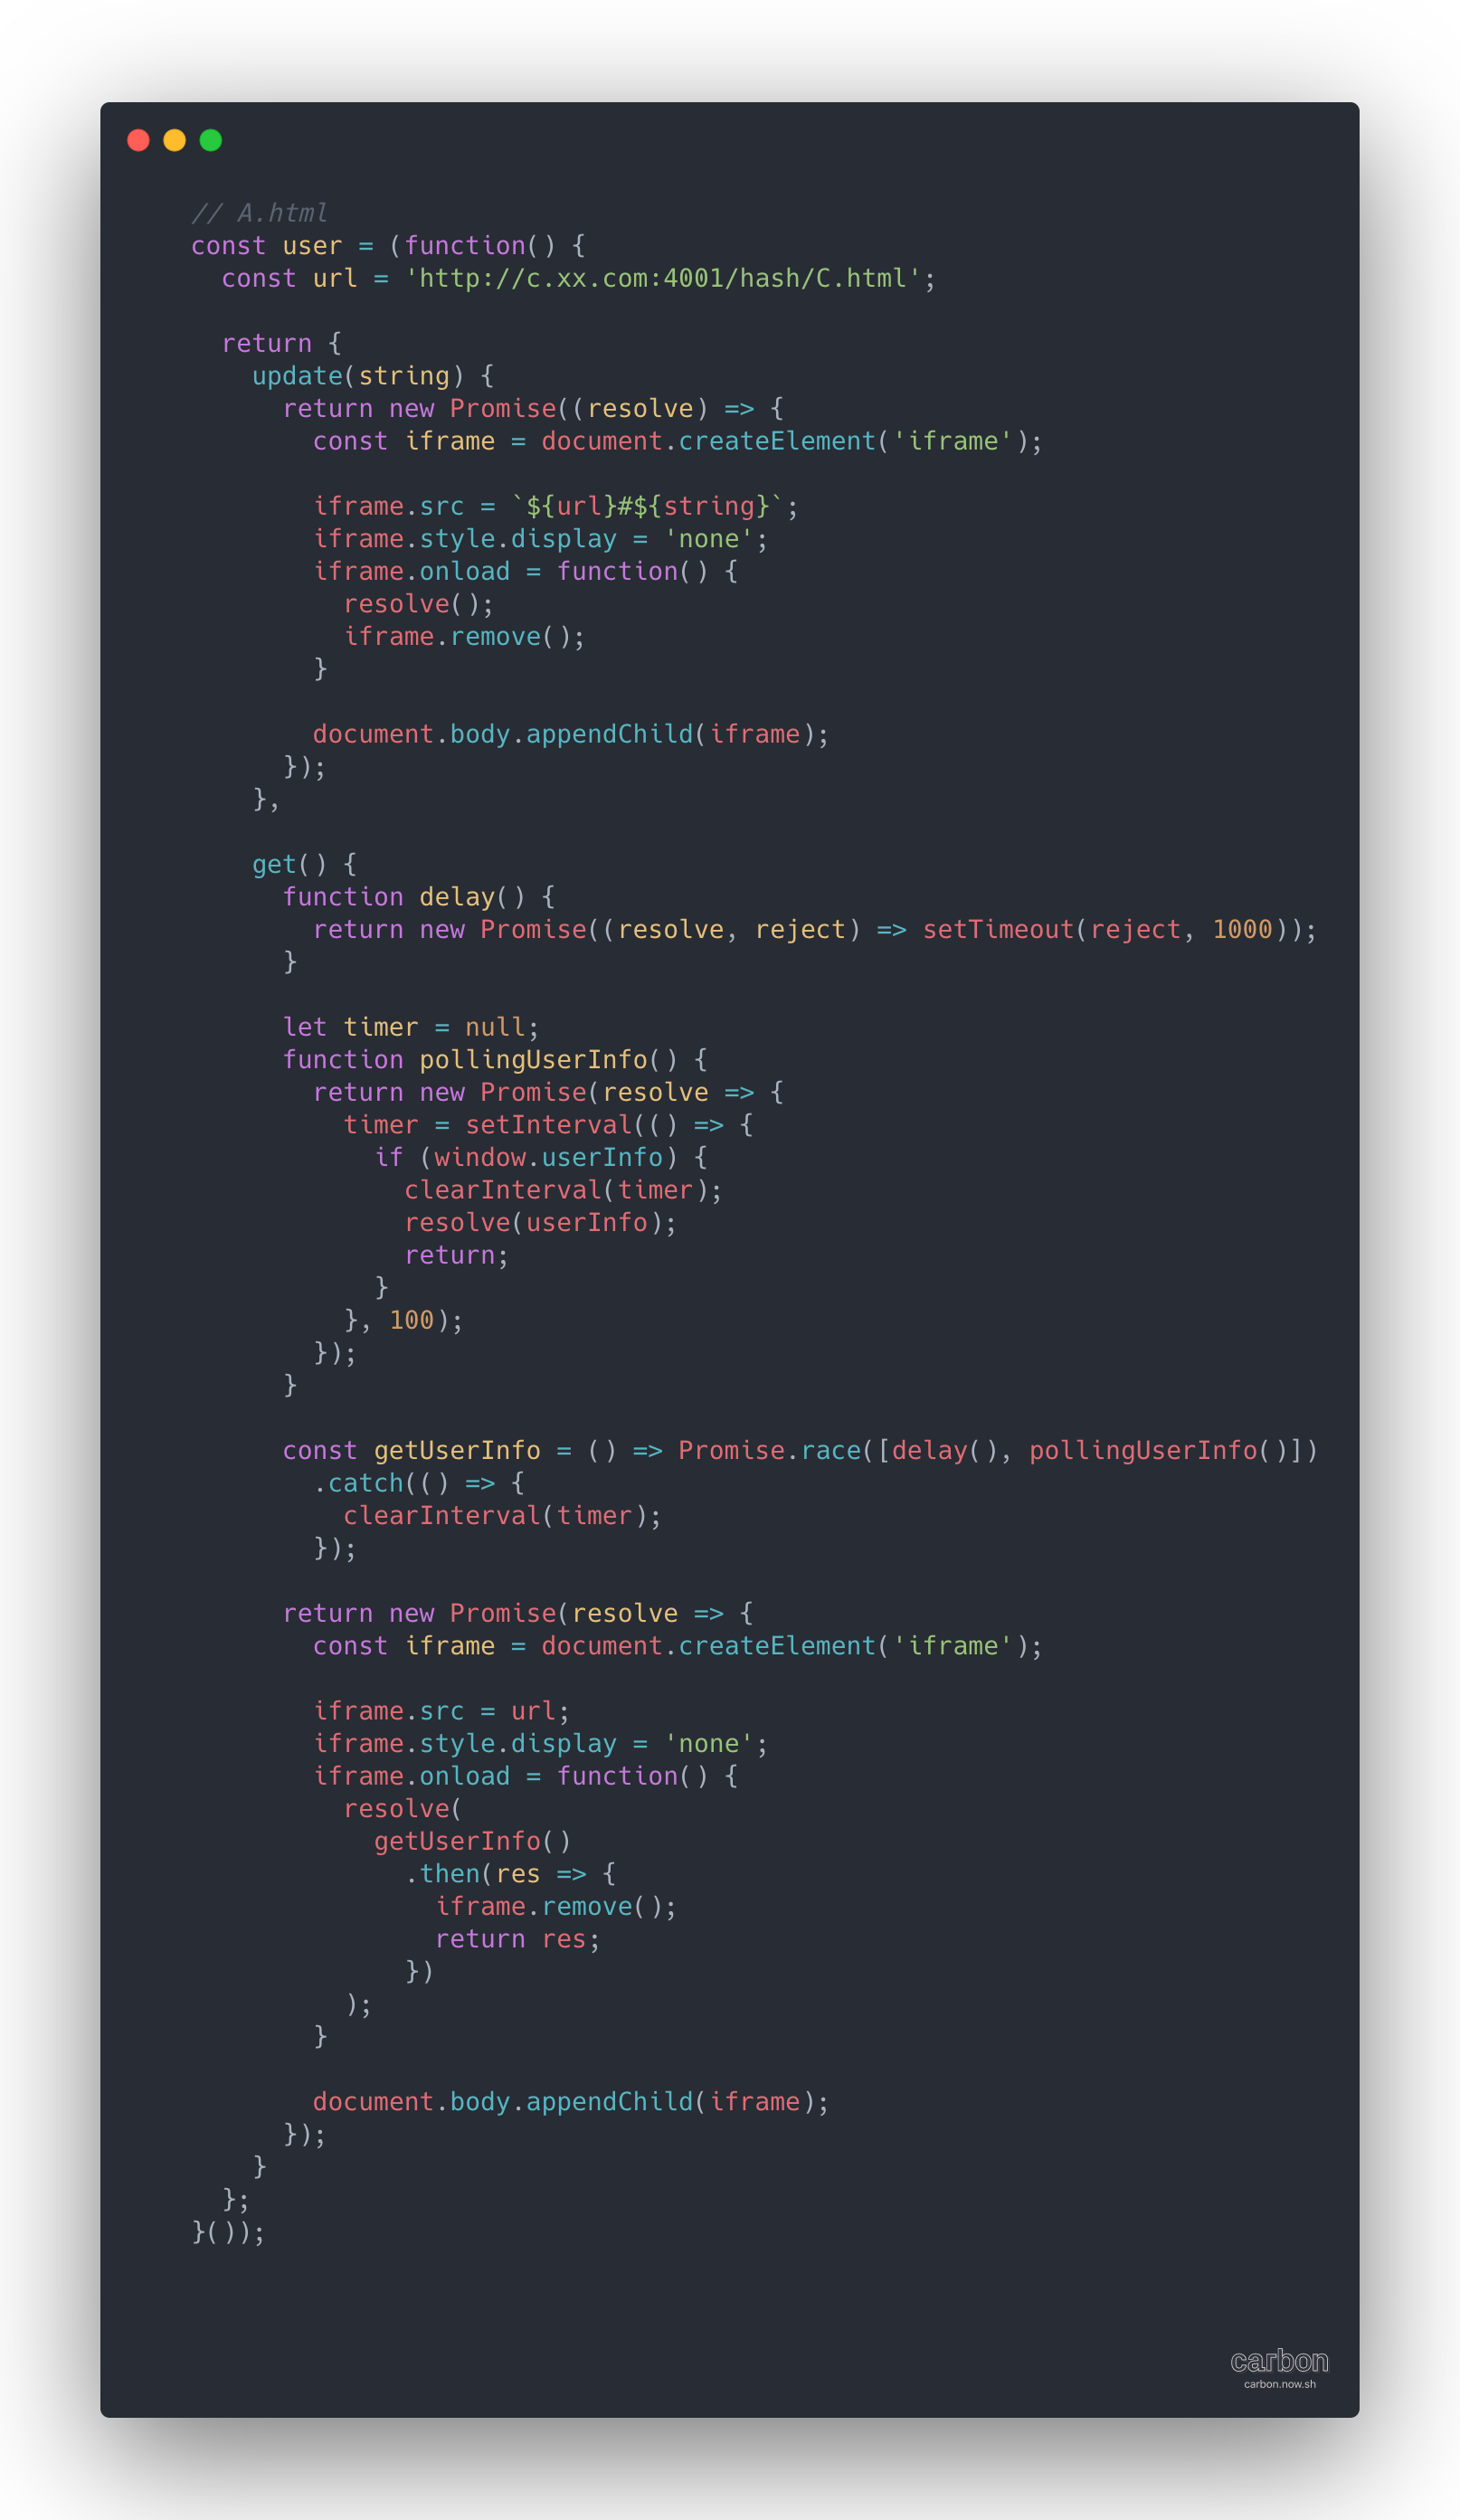 // A.html
const user = (function() {
  const url = 'http://c.xx.com:4001/hash/C.html';

  return {
    update(string) {
      return new Promise((resolve) => {
        const iframe = document.createElement('iframe');

        iframe.src = `${url}#${string}`;
        iframe.style.display = 'none';
        iframe.onload = function() {
          resolve();
          iframe.remove();
        }

        document.body.appendChild(iframe);
      });
    },

    get() {
      function delay() {
        return new Promise((resolve, reject) => setTimeout(reject, 1000));
      }

      let timer = null;
      function pollingUserInfo() {
        return new Promise(resolve => {
          timer = setInterval(() => {
            if (window.userInfo) {
              clearInterval(timer);
              resolve(userInfo);
              return;
            }
          }, 100);
        });
      }

      const getUserInfo = () => Promise.race([delay(), pollingUserInfo()])
        .catch(() => {
          clearInterval(timer);
        });

      return new Promise(resolve => {
        const iframe = document.createElement('iframe');

        iframe.src = url;
        iframe.style.display = 'none';
        iframe.onload = function() {
          resolve(
            getUserInfo()
              .then(res => {
                iframe.remove();
                return res;
              })
          );
        }

        document.body.appendChild(iframe);
      });
    }
  };
}());
carbon
carbon.now.sh